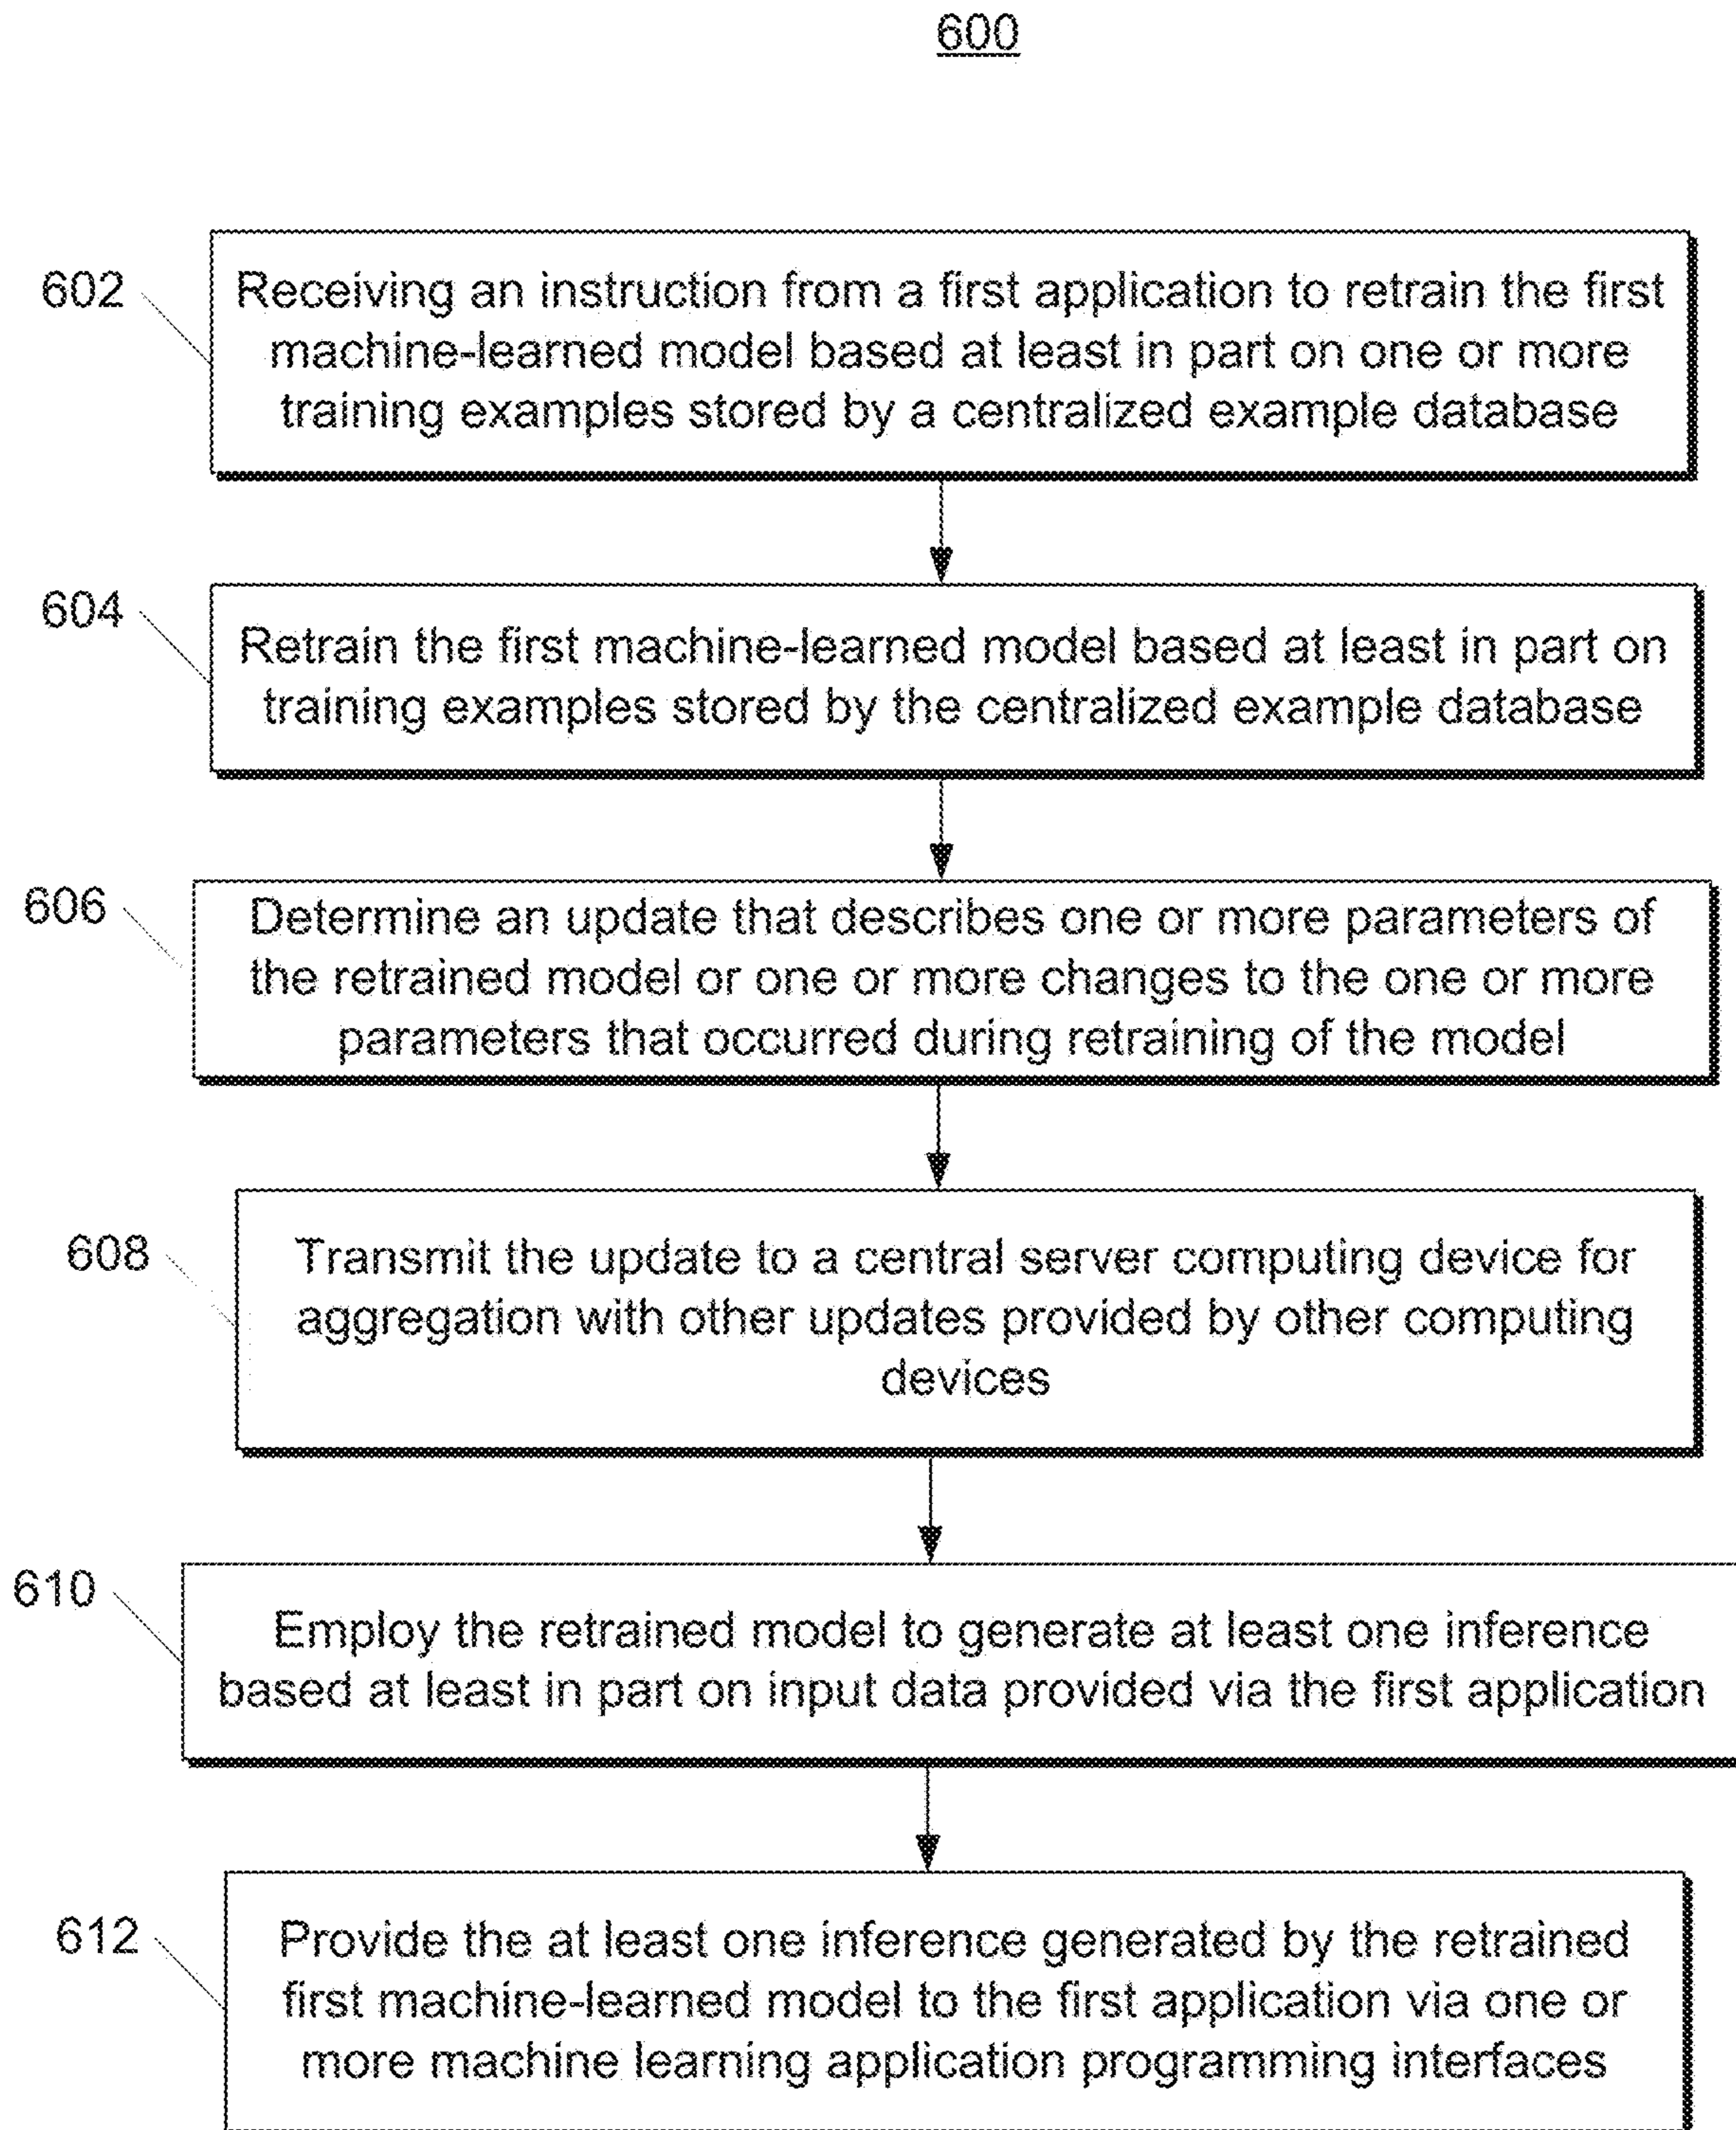 600
602
Receiving an instruction from a first application to retrain the first
machine-learned model based at least in part on one or more
training examples stored by a centralized example database
604
Retrain the first machine-learned model based at least in part on
training examples stored by the centralized example database
606
Determine an update that describes one or more parameters of
the retrained model or one or more changes to the one or more
parameters that occurred during retraining of the model
608
Transmit the update to a central server computing device for
aggregation with other updates provided by other computing
devices
610
Employ the retrained model to generate at least one inference
based at least in part on input data provided via the first application
612
Provide the at least one inference generated by the retrained
first machine-learned model to the first application via one or
more machine learning application programming interfaces